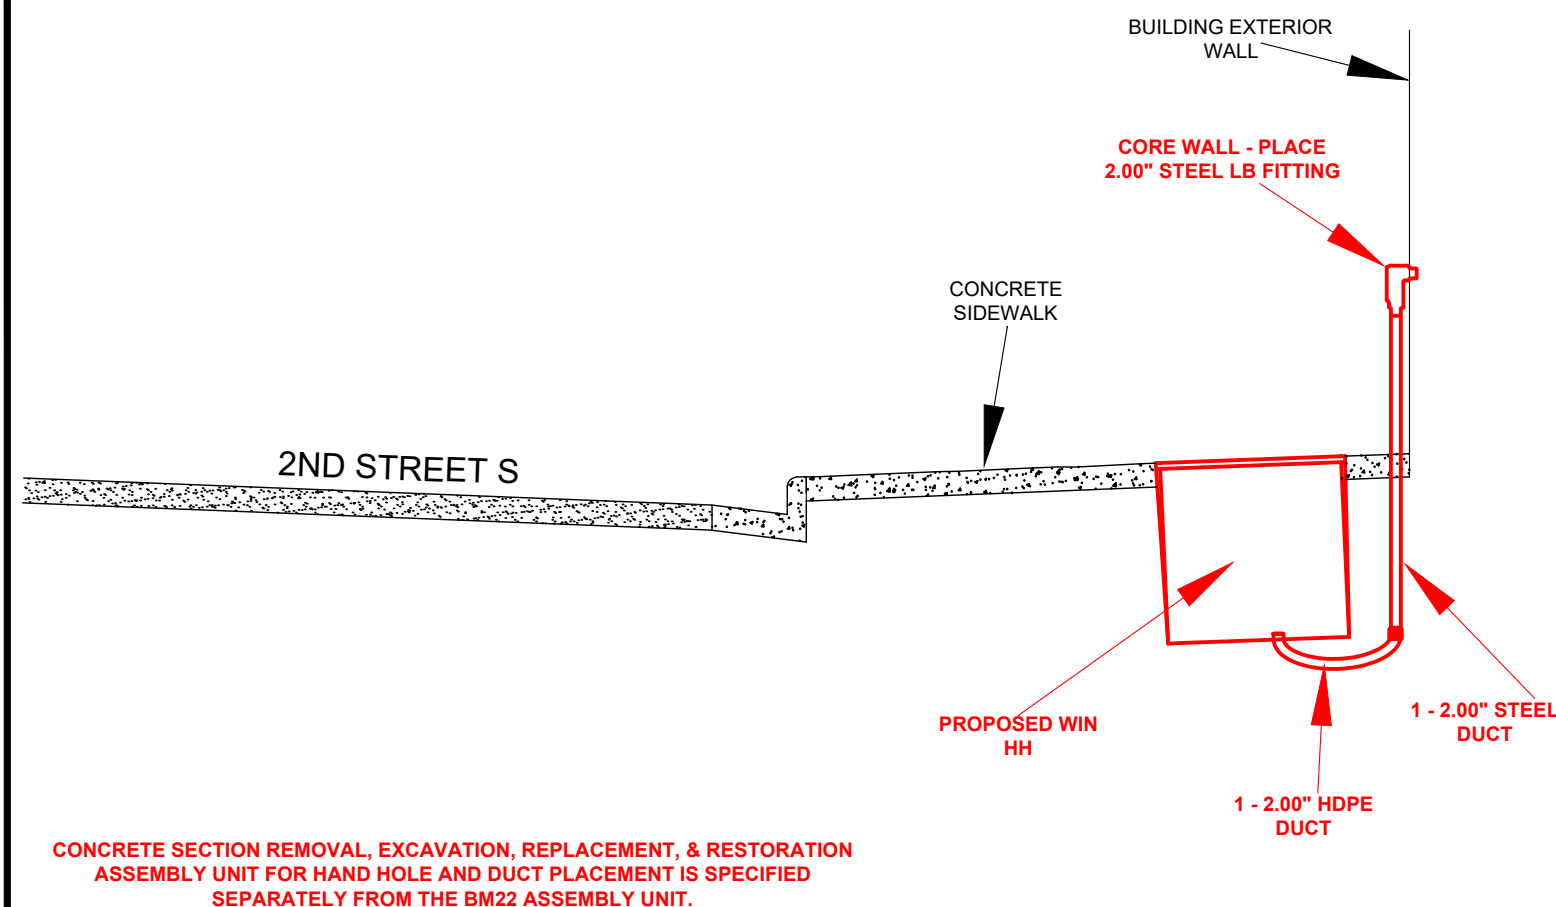 BUILDING EXTERIOR
WALL
CORE WALL - PLACE
2.00" STEEL LB FITTING
CONCRETE
SIDEWALK
2ND STREET S
PROPOSED WIN
HH
1 - 2.00" STEEL
DUCT
1 - 2.00" HDPE
DUCT
CONCRETE SECTION REMOVAL, EXCAVATION, REPLACEMENT, & RESTORATION
ASSEMBLY UNIT FOR HAND HOLE AND DUCT PLACEMENT IS SPECIFIED
SEPARATELY FROM THE BM22 ASSEMBLY UNIT.